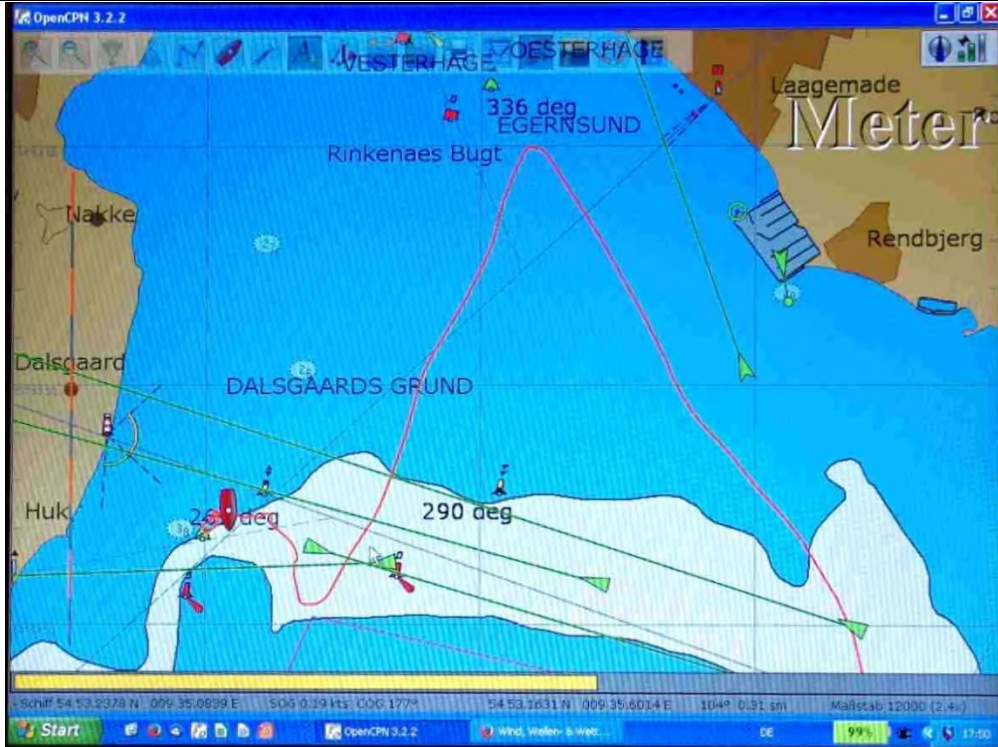 OpenCPN 3.2.2
VESTERHAGE
OESTERHAGE
336 deg
EGERNSUND
Laagemade
Meter
Rinkenaes Bugt
Nakke
Rendbjerg
Dalsgaard
DALSGAARDS GRUND
Huk
290 deg
Schiff 54 53.2378 N 009 35.0839 E SOG 0.19 kts COG 177° 54 53.1631 N 009 35.6014 E 104° 0.31 sm Maßstab 12000 (2.4x)
Start OpenCPN 3.2.2 Wind, Wellen- & Wett... DE 99% 17:50